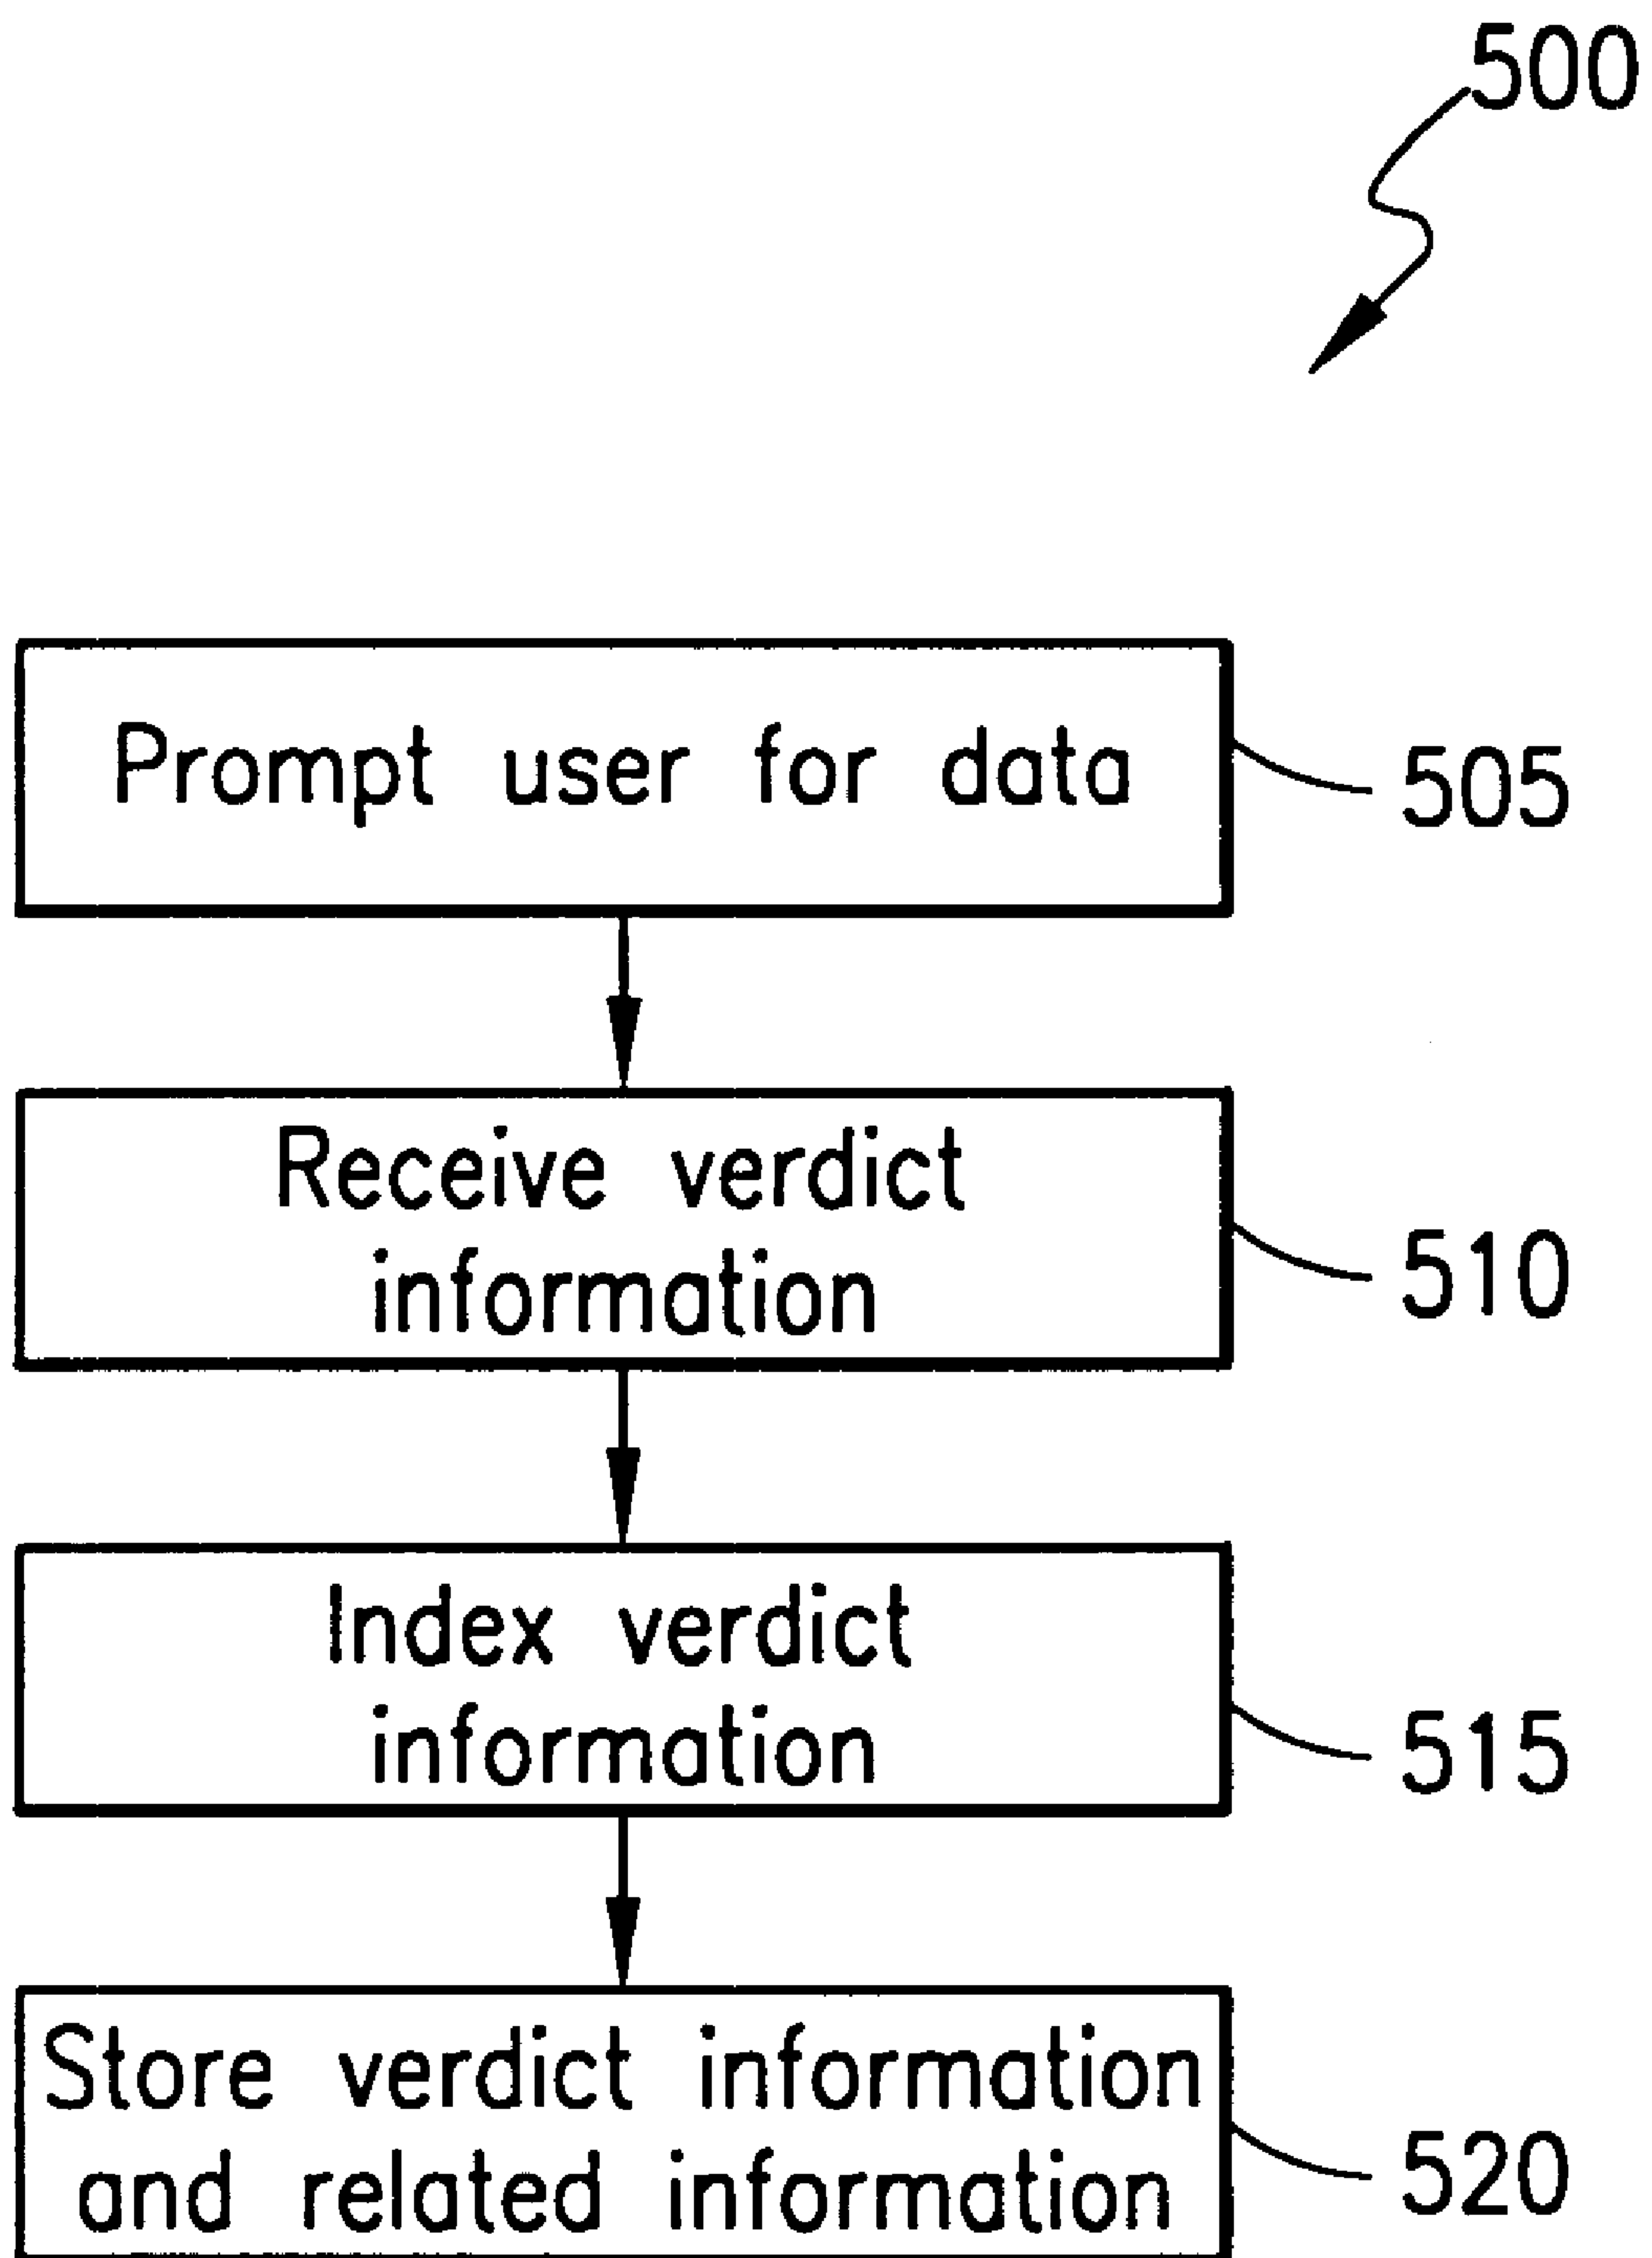 500
Prompt user for data
505
Receive verdict
information
510
Index verdict
information
515
Store verdict information
and related information
520